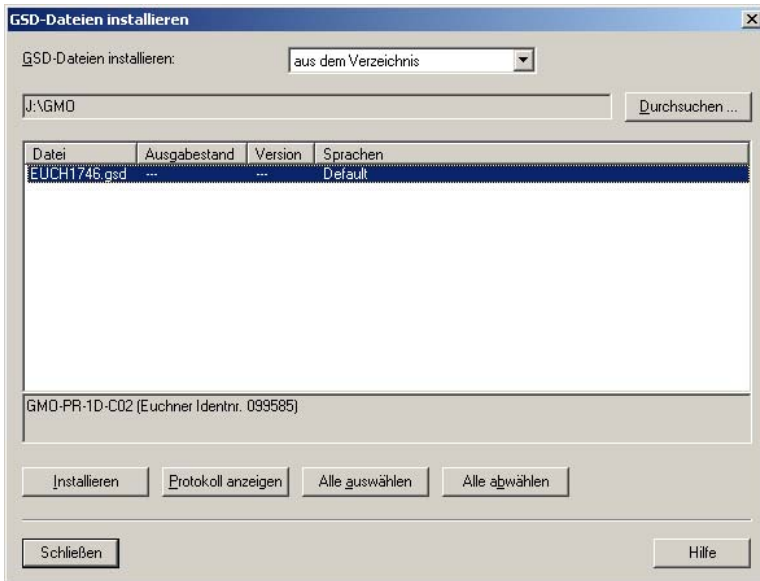 GSD-Dateien installieren
GSD-Dateien installieren:
aus dem Verzeichnis
J:\GMO
Durchsuchen ...
Datei Ausgabestand Version Sprachen
EUCH1746.gsd --- --- Default
GMO-PR-1D-C02 (Euchner Identnr. 099585)
Installieren Protokoll anzeigen Alle auswählen Alle abwählen
Schließen Hilfe